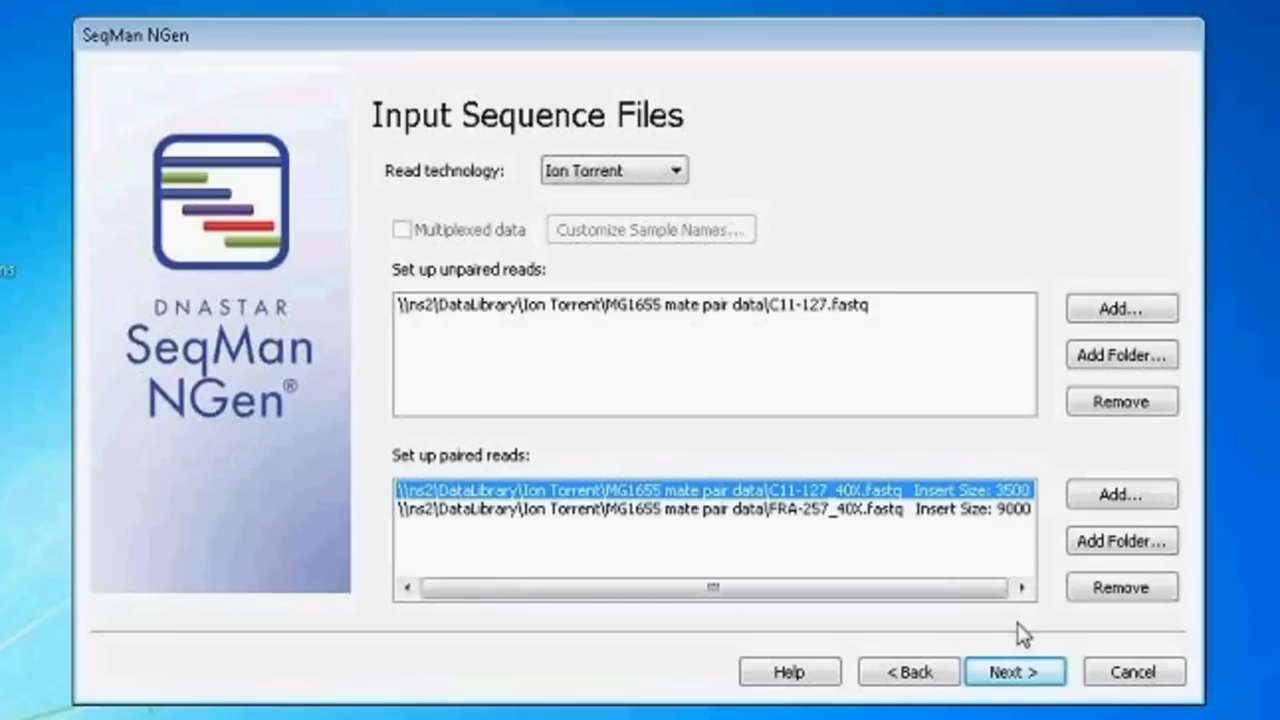 SeqMan NGen
Input Sequence Files
Read technology: Ion Torrent
Multiplexed data Customize Sample Names...
Set up unpaired reads:
\\ns2\DataLibrary\Ion Torrent\MG1655 mate pair data\C11-127.fastq
Add...
Add Folder...
Remove
DNASTAR
SeqMan
NGen®
Set up paired reads:
\\ns2\DataLibrary\Ion Torrent\MG1655 mate pair data\C11-127_40X.fastq Insert Size: 3500
\\ns2\DataLibrary\Ion Torrent\MG1655 mate pair data\FRA-257_40X.fastq Insert Size: 9000
Add...
Add Folder...
Remove
Help < Back Next > Cancel